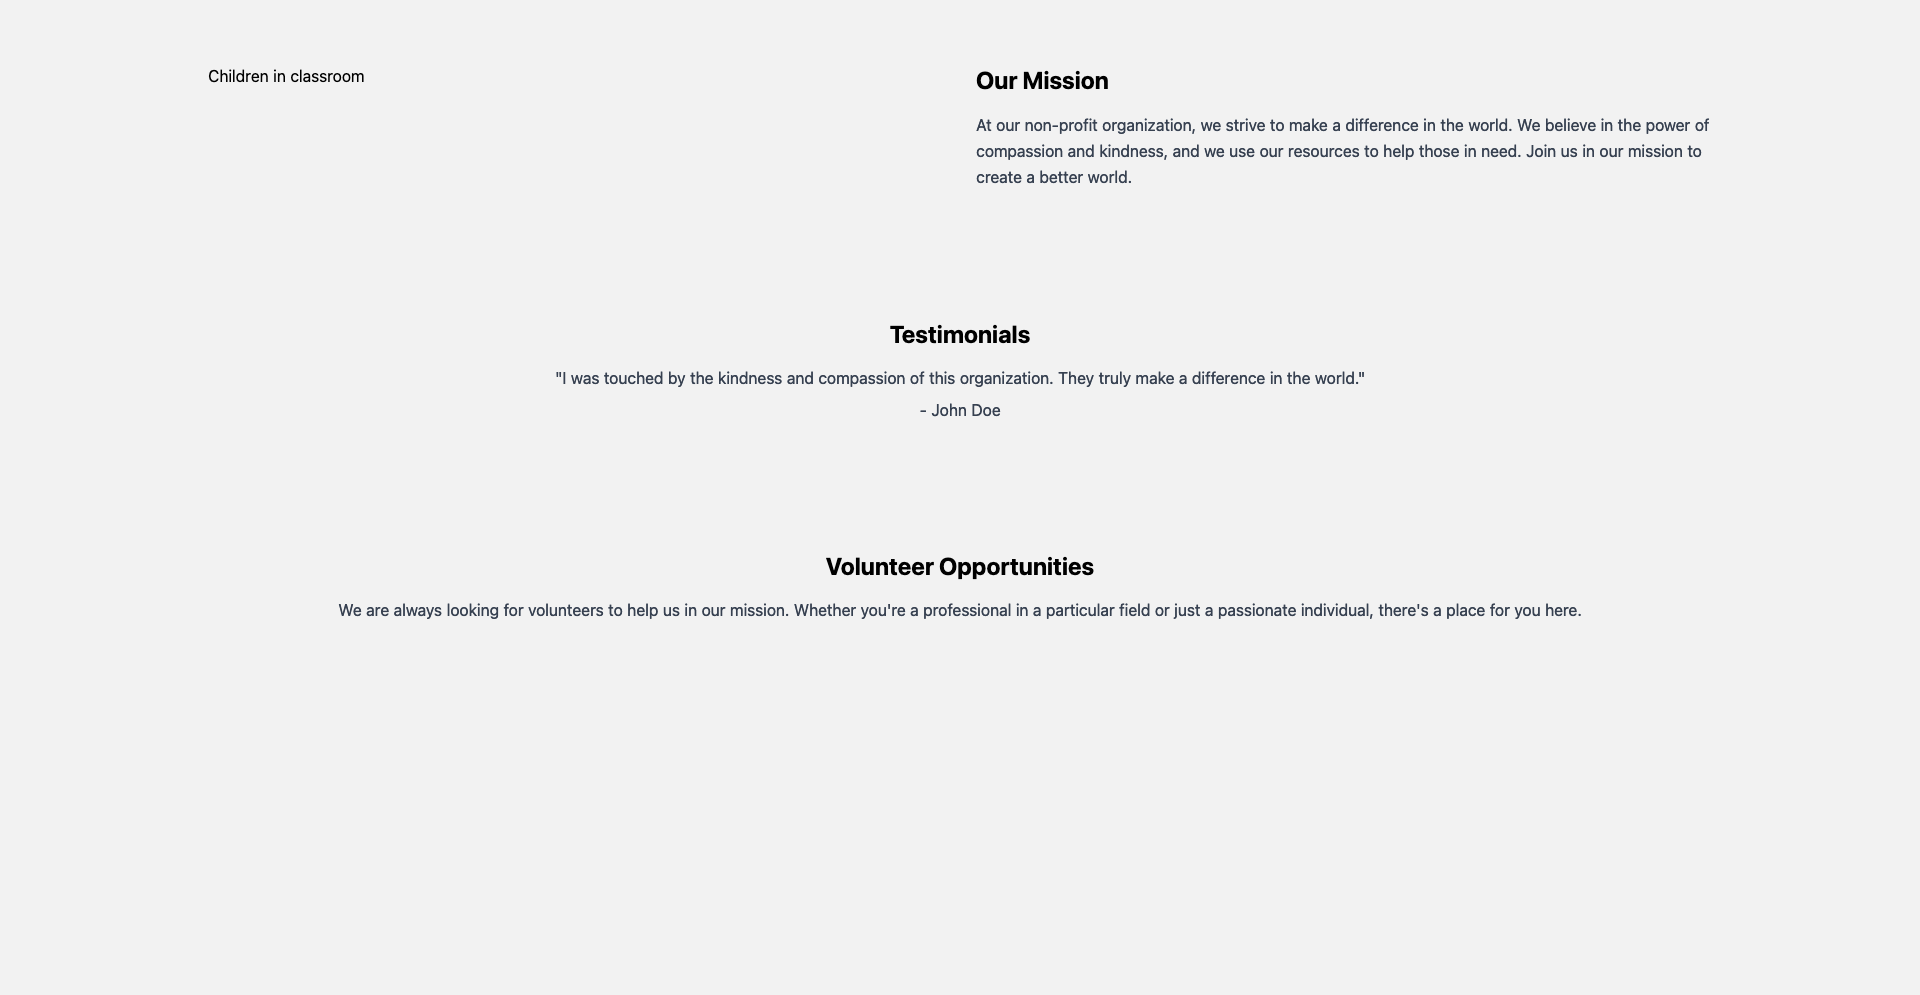 Children in classroom
Our Mission
At our non-profit organization, we strive to make a difference in the world. We believe in the power of
compassion and kindness, and we use our resources to help those in need. Join us in our mission to
create a better world.
Testimonials
"I was touched by the kindness and compassion of this organization. They truly make a difference in the world."
- John Doe
Volunteer Opportunities
We are always looking for volunteers to help us in our mission. Whether you're a professional in a particular field or just a passionate individual, there's a place for you here.